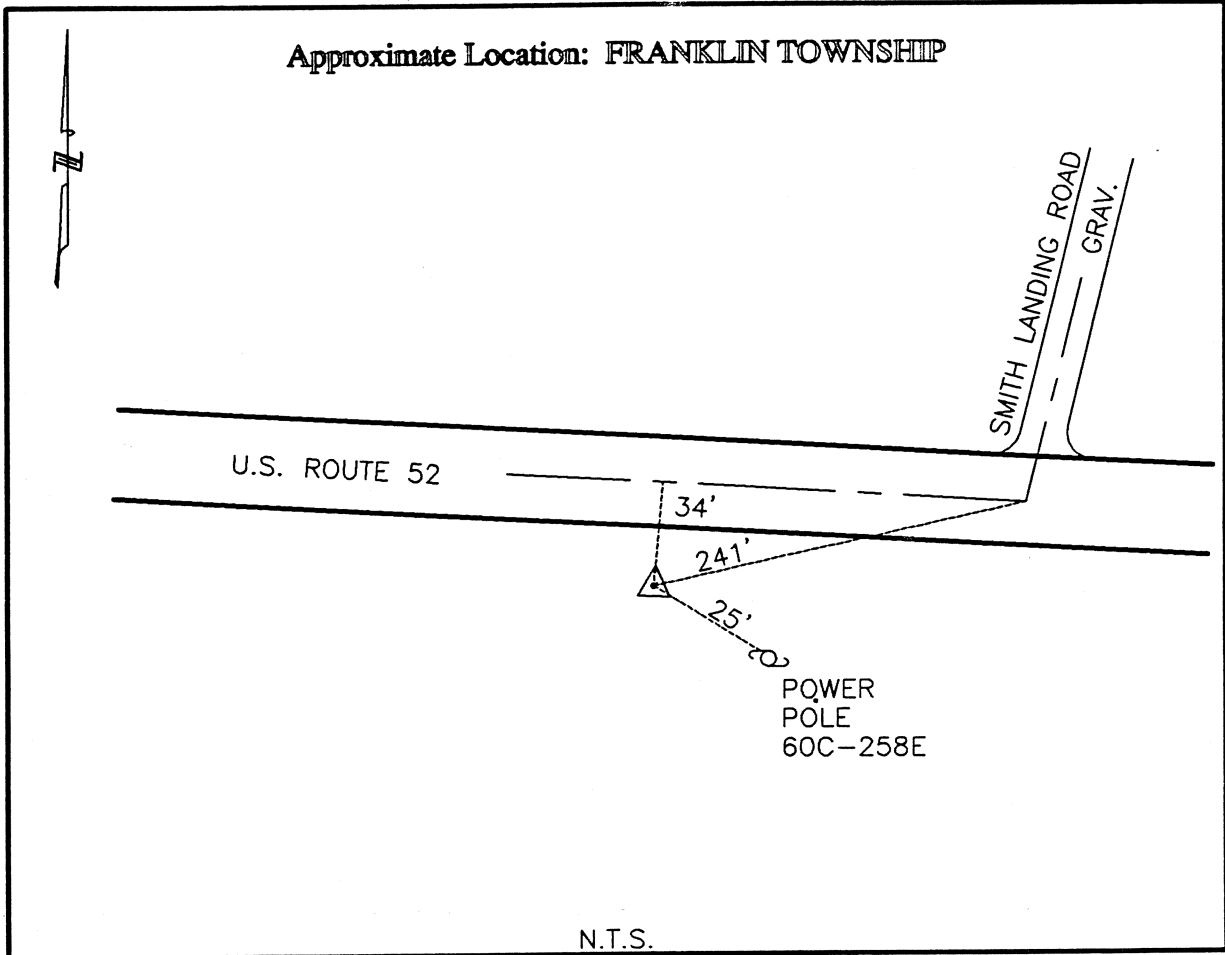 Approximate Location: FRANKLIN TOWNSHIP
N
SMITH LANDING ROAD
GRAV.
U.S. ROUTE 52
34'
241'
25'
POWER
POLE
60C-258E
N.T.S.